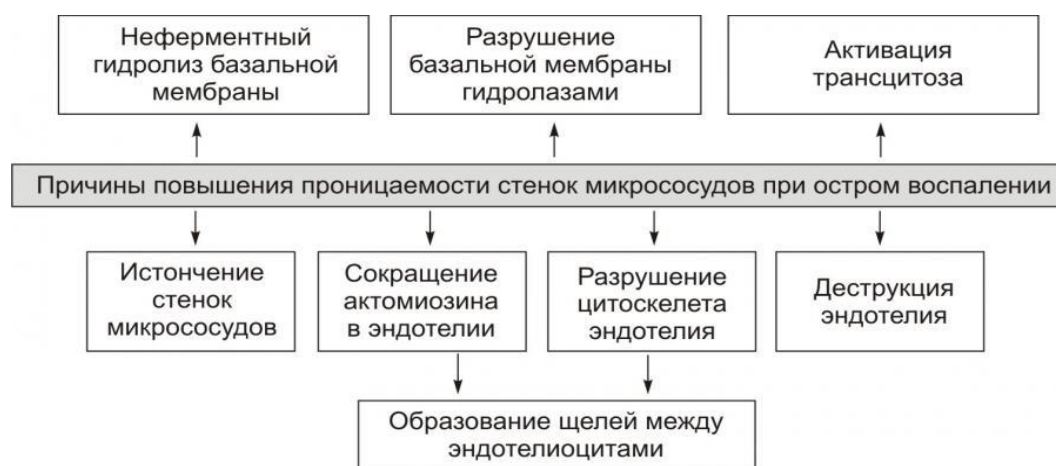 Неферментный
гидролиз базальной
мембраны
Разрушение
базальной мембраны
гидролазами
Активация
трансцитоза
Причины повышения проницаемости стенок микрососудов при остром воспалении
Истончение
стенок
микрососудов
Сокращение
актомиозина
в эндотелии
Разрушение
цитоскелета
эндотелия
Деструкция
эндотелия
Образование щелей между
эндотелиоцитами